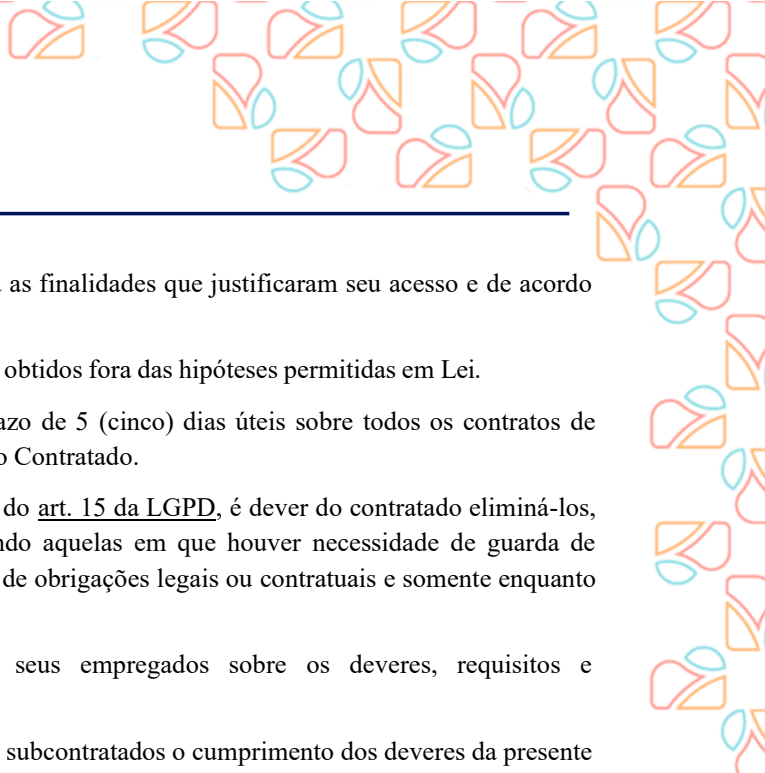 as finalidades que justificaram seu acesso e de acordo
obtidos fora das hipóteses permitidas em Lei.
de 5 (cinco) dias úteis sobre todos os contratos de
Contratado.
do art. 15 da LGPD, é dever do contratado eliminá-los,
aquelas em que houver necessidade de guarda de
de obrigações legais ou contratuais e somente enquanto
seus empregados sobre os deveres, requisitos e
subcontratados o cumprimento dos deveres da presente